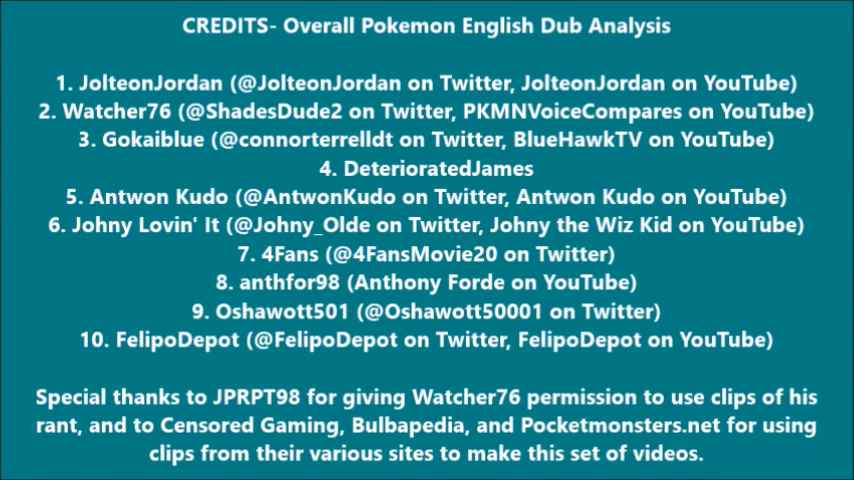 CREDITS- Overall Pokemon English Dub Analysis
1. JolteonJordan (@JolteonJordan on Twitter, JolteonJordan on YouTube)
2. Watcher76 (@ShadesDude2 on Twitter, PKMNVoiceCompares on YouTube)
3. Gokaiblue (@connorterrelldt on Twitter, BlueHawkTV on YouTube)
4. DeterioratedJames
5. Antwon Kudo (@AntwonKudo on Twitter, Antwon Kudo on YouTube)
6. Johny Lovin' It (@Johny_Olde on Twitter, Johny the Wiz Kid on YouTube)
7. 4Fans (@4FansMovie20 on Twitter)
8. anthfor98 (Anthony Forde on YouTube)
9. Oshawott501 (@Oshawott50001 on Twitter)
10. FelipoDepot (@FelipoDepot on Twitter, FelipoDepot on YouTube)
Special thanks to JPRPT98 for giving Watcher76 permission to use clips of his
rant, and to Censored Gaming, Bulbapedia, and Pocketmonsters.net for using
clips from their various sites to make this set of videos.